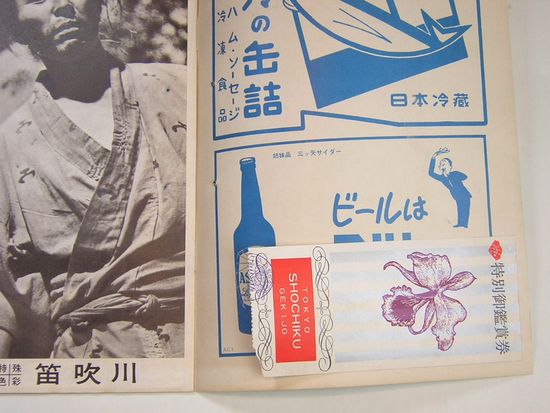 の缶詰
ハム・ソーセージ
冷凍食品
日本冷蔵
姉妹品 三ッ矢サイダー
ビールは
特別御鑑賞券
TOKYO
SHOCHIKU
GEKIJO
特殊
色彩
笛吹川